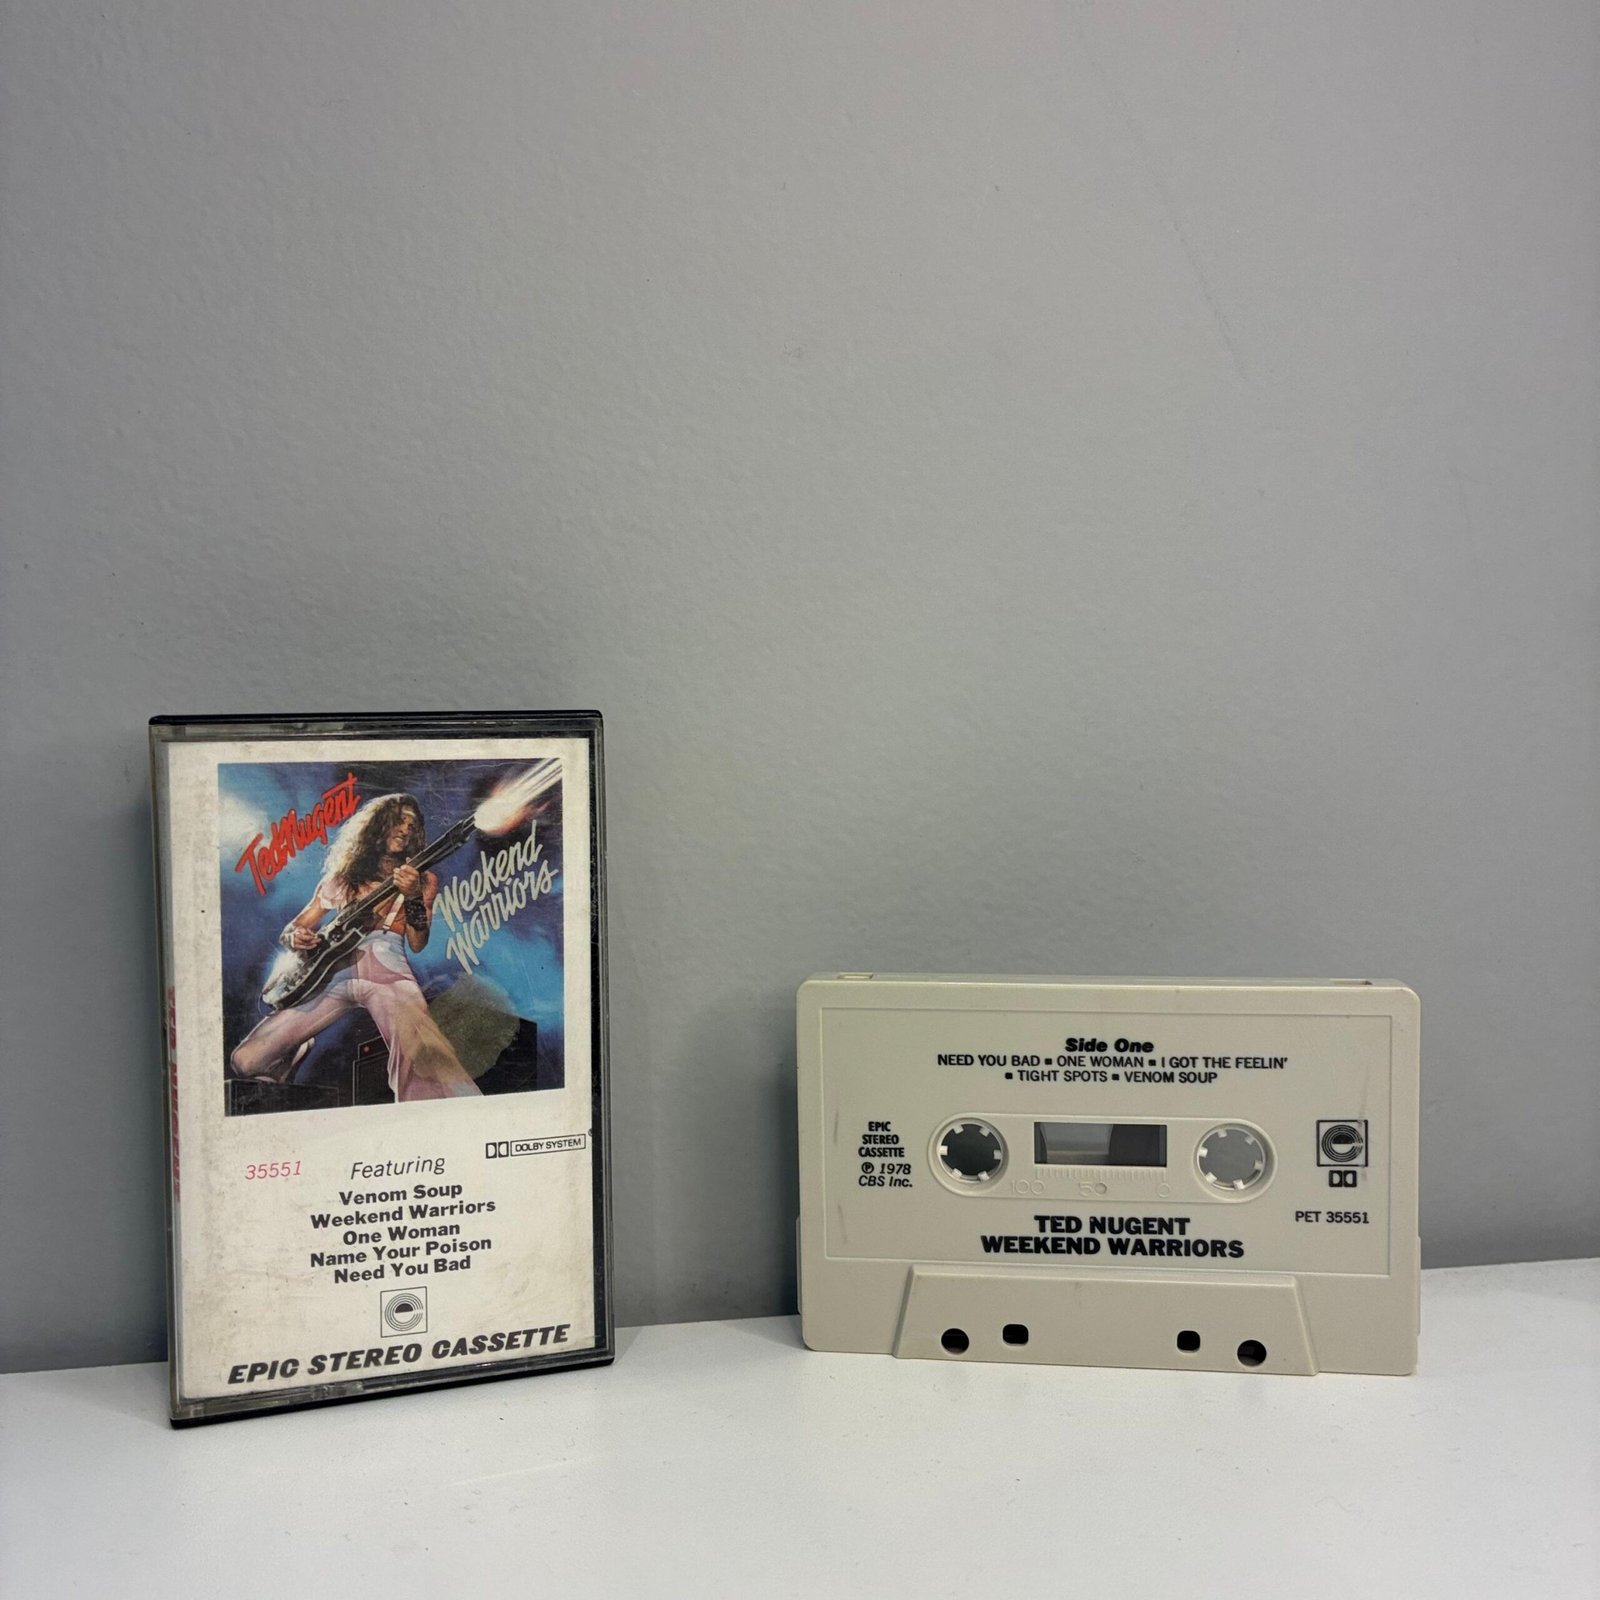 Ted Nugent
Weekend
Warriors
DOLBY SYSTEM ®
35551
Featuring
Venom Soup
Weekend Warriors
One Woman
Name Your Poison
Need You Bad
EPIC STEREO CASSETTE
Side One
NEED YOU BAD ▪ ONE WOMAN ▪ I GOT THE FEELIN'
▪ TIGHT SPOTS ▪ VENOM SOUP
EPIC
STEREO
CASSETTE
℗ 1978
CBS Inc.
100 50 0
PET 35551
TED NUGENT
WEEKEND WARRIORS